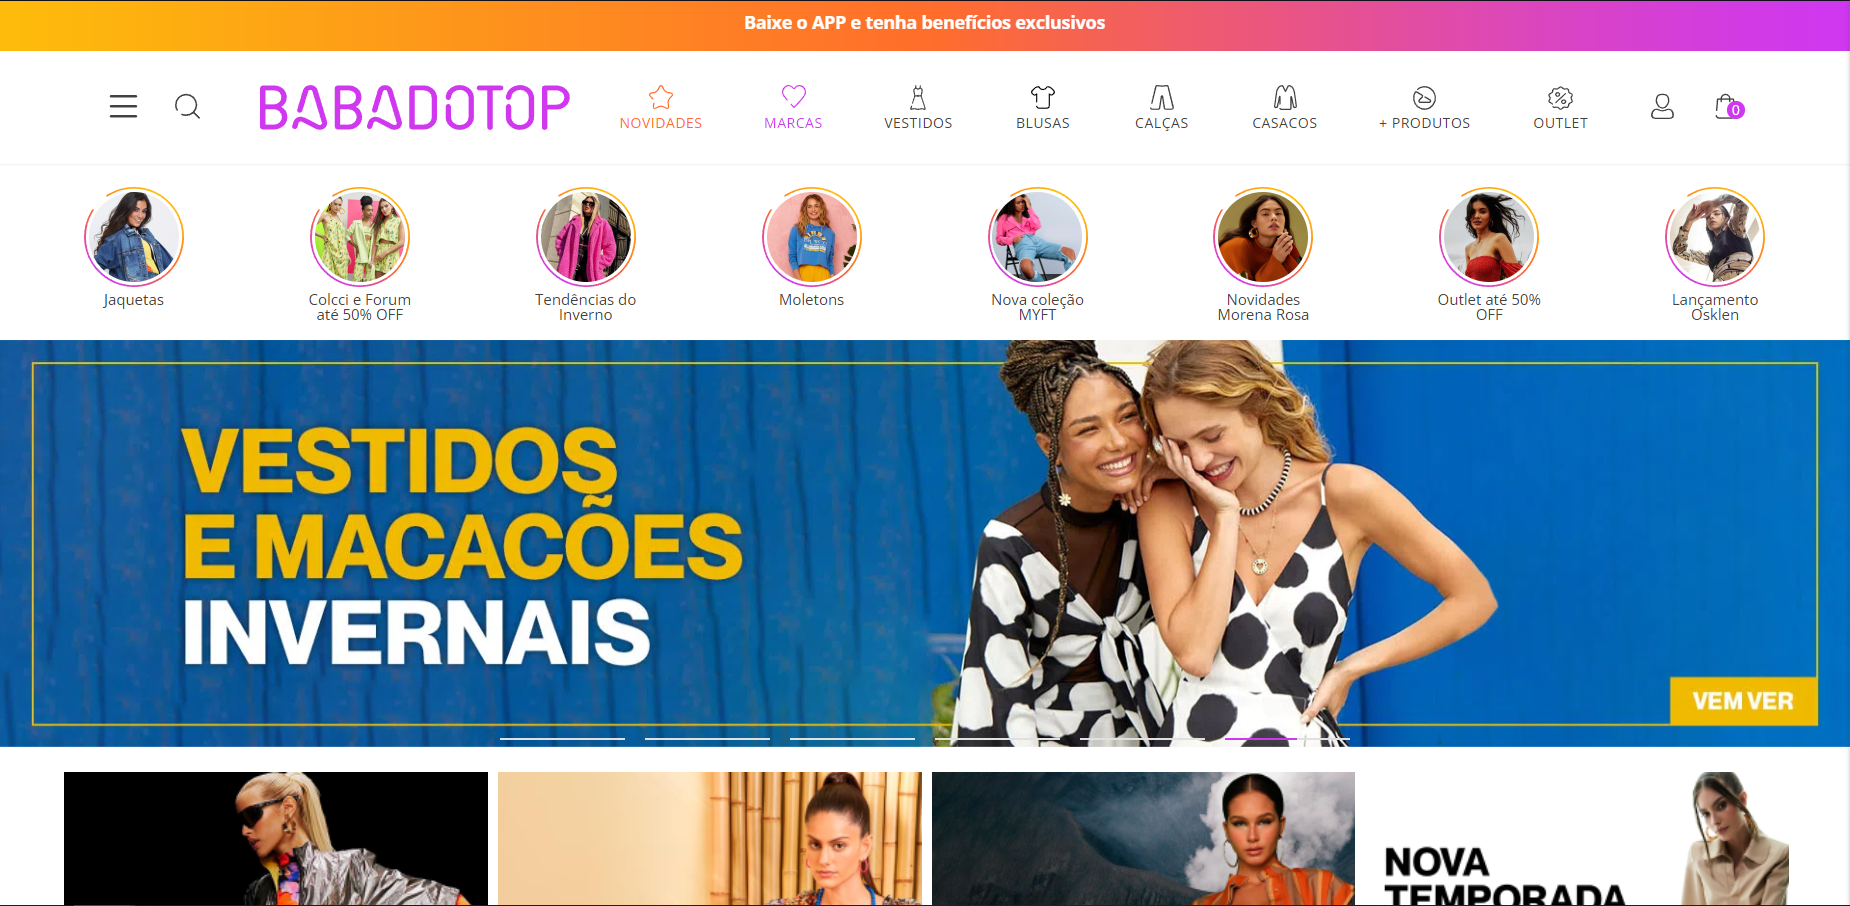 Baixe o APP e tenha benefícios exclusivos
BABADOTOP
NOVIDADES
MARCAS
VESTIDOS
BLUSAS
CALÇAS
CASACOS
+ PRODUTOS
OUTLET
0
Jaquetas
Colcci e Forum
até 50% OFF
Tendências do
Inverno
Moletons
Nova coleção
MYFT
Novidades
Morena Rosa
Outlet até 50%
OFF
Lançamento
Osklen
VESTIDOS
E MACACÕES
INVERNAIS
VEM VER
NOVA
TEMPORADA